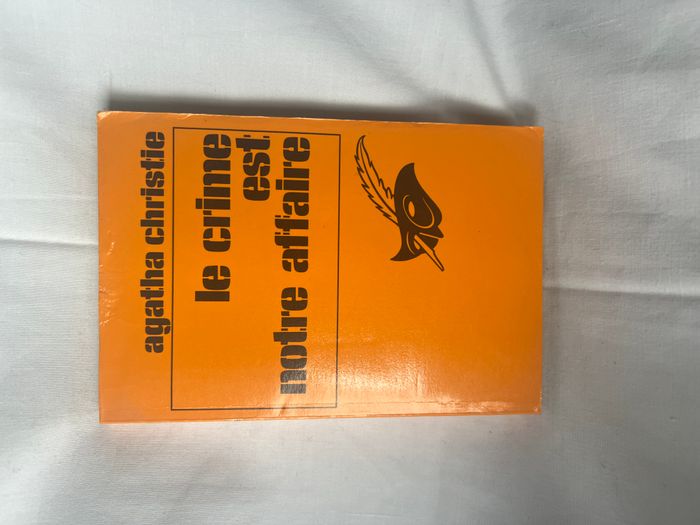 agatha christie
le crime
est
notre affaire